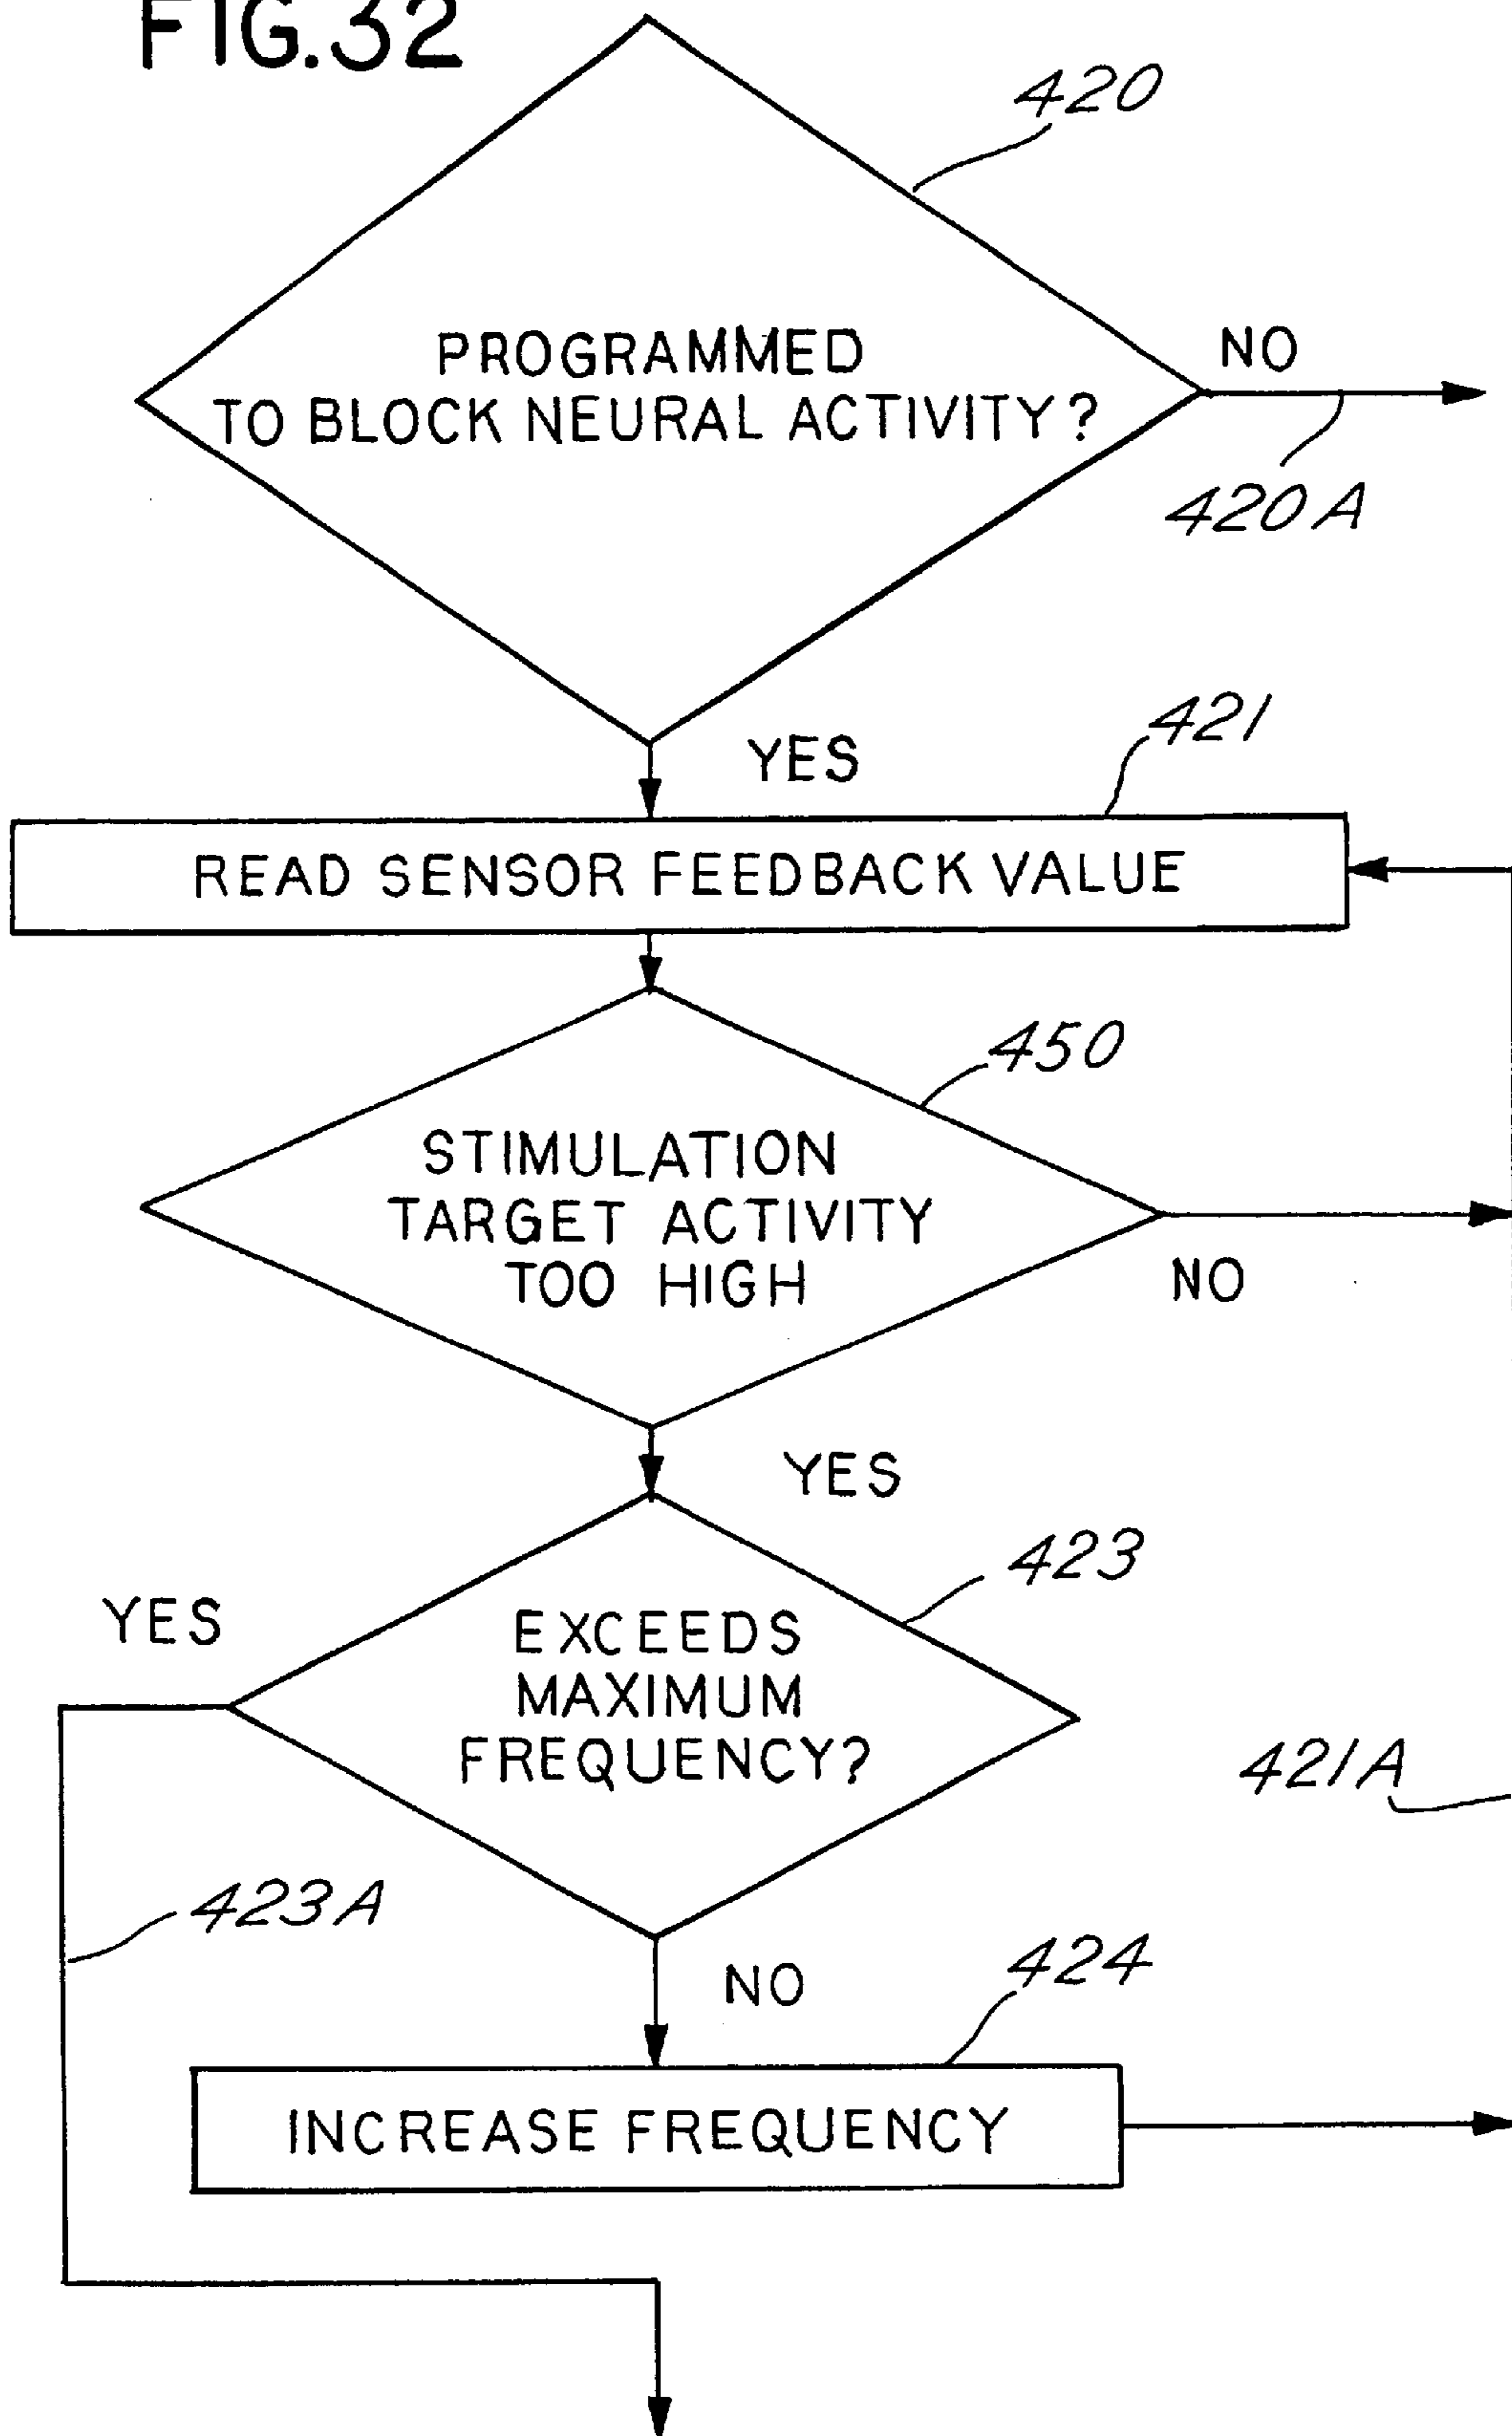 FIG.32
420
PROGRAMMED
TO BLOCK NEURAL ACTIVITY?
NO
420A
YES
421
READ SENSOR FEEDBACK VALUE
450
STIMULATION
TARGET ACTIVITY
TOO HIGH
NO
YES
423
YES
EXCEEDS
MAXIMUM
FREQUENCY?
421A
423A
NO
424
INCREASE FREQUENCY